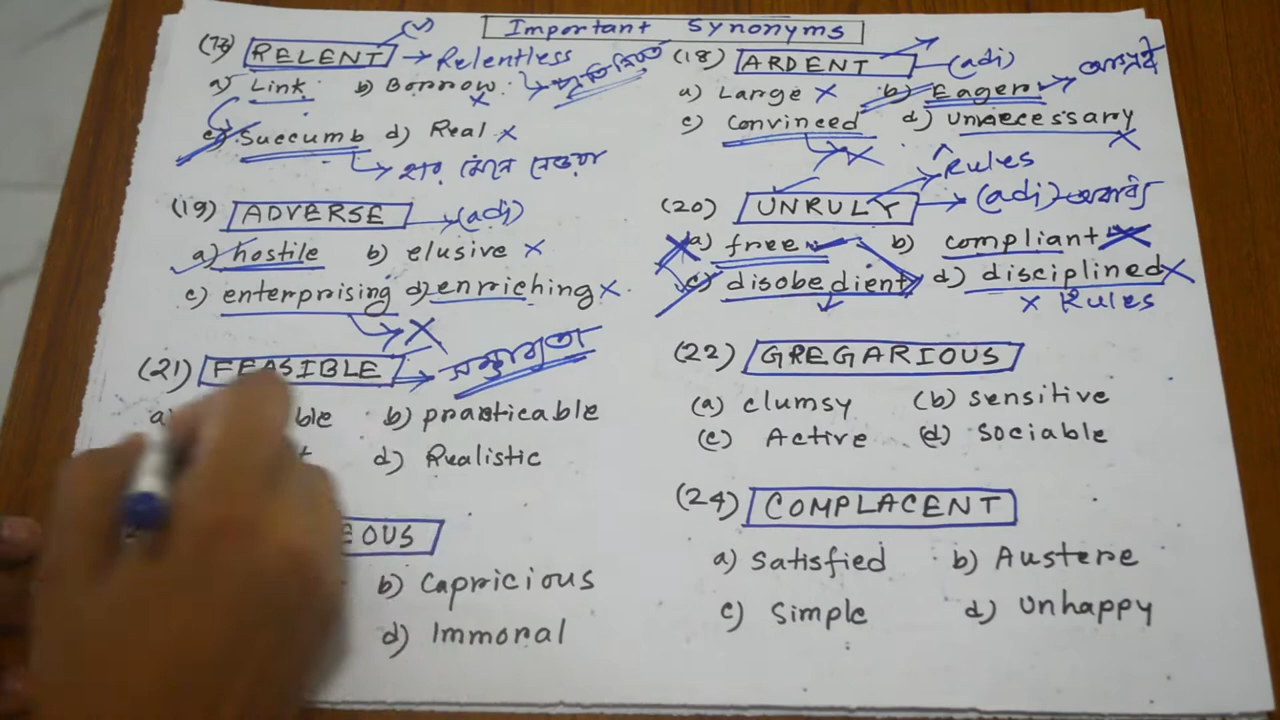 Important Synonyms
(17) RELENT → Relentless (v)
a) Link b) Borrow
c) Succumb d) Real
হার মেনে নেওয়া
(18) ARDENT (adj)
a) Large b) Eager
c) Convinced d) Unnecessary
(19) ADVERSE (adj)
a) hostile b) elusive
c) enterprising d) enriching
(20) UNRULY Rules (adj)
a) free b) compliant
c) disobedient d) disciplined
Rules
(21) FEASIBLE
ble b) practicable
d) Realistic
(22) GREGARIOUS
(a) clumsy (b) sensitive
(c) Active (d) Sociable
EOUS
b) Capricious
d) Immoral
(24) COMPLACENT
a) Satisfied b) Austere
c) Simple d) Unhappy